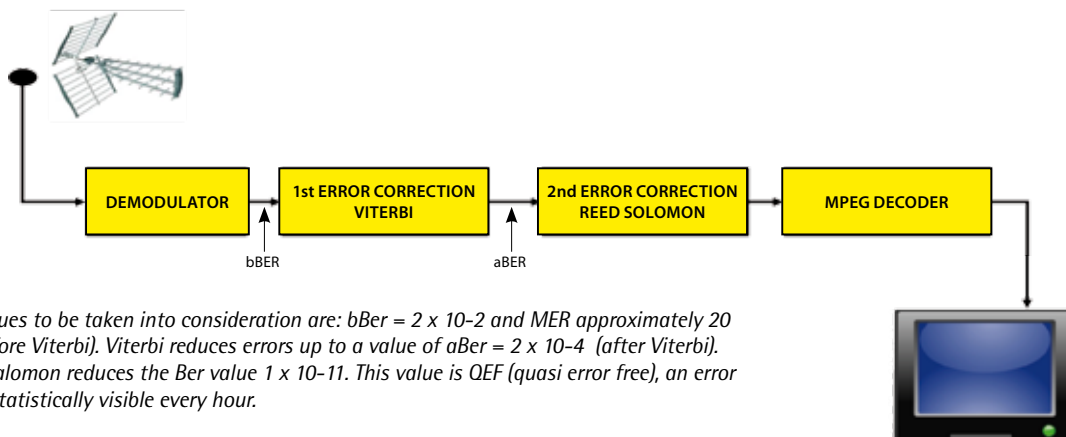 DEMODULATOR
1st ERROR CORRECTION
VITERBI
2nd ERROR CORRECTION
REED SOLOMON
MPEG DECODER
bBER
aBER
ues to be taken into consideration are: bBer = 2 x 10-2 and MER approximately 20
ore Viterbi). Viterbi reduces errors up to a value of aBer = 2 x 10-4 (after Viterbi).
alomon reduces the Ber value 1 x 10-11. This value is QEF (quasi error free), an error
tatistically visible every hour.